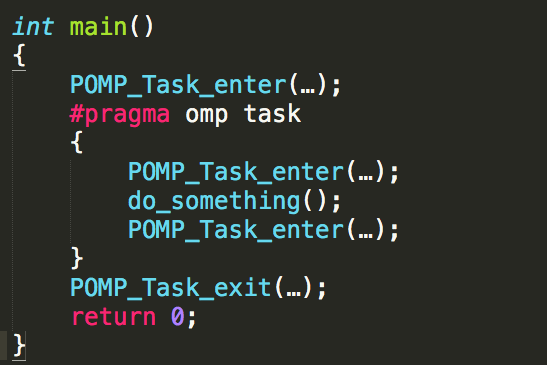 int main()
{
POMP_Task_enter(…);
#pragma omp task
{
POMP_Task_enter(…);
do_something();
POMP_Task_enter(…);
}
POMP_Task_exit(…);
return 0;
}